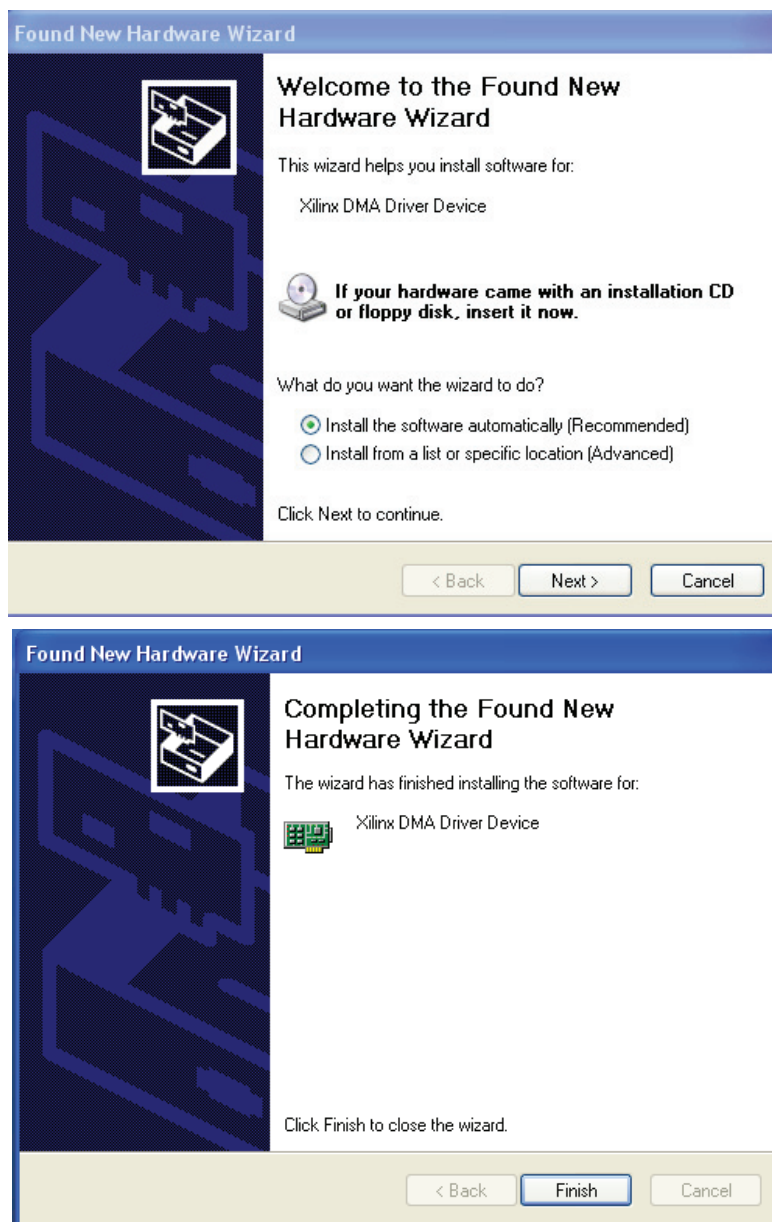 Found New Hardware Wizard
Welcome to the Found New
Hardware Wizard
This wizard helps you install software for:
Xilinx DMA Driver Device
If your hardware came with an installation CD
or floppy disk, insert it now.
What do you want the wizard to do?
Install the software automatically (Recommended)
Install from a list or specific location (Advanced)
Click Next to continue.
< Back Next > Cancel
Found New Hardware Wizard
Completing the Found New
Hardware Wizard
The wizard has finished installing the software for:
Xilinx DMA Driver Device
Click Finish to close the wizard.
< Back Finish Cancel